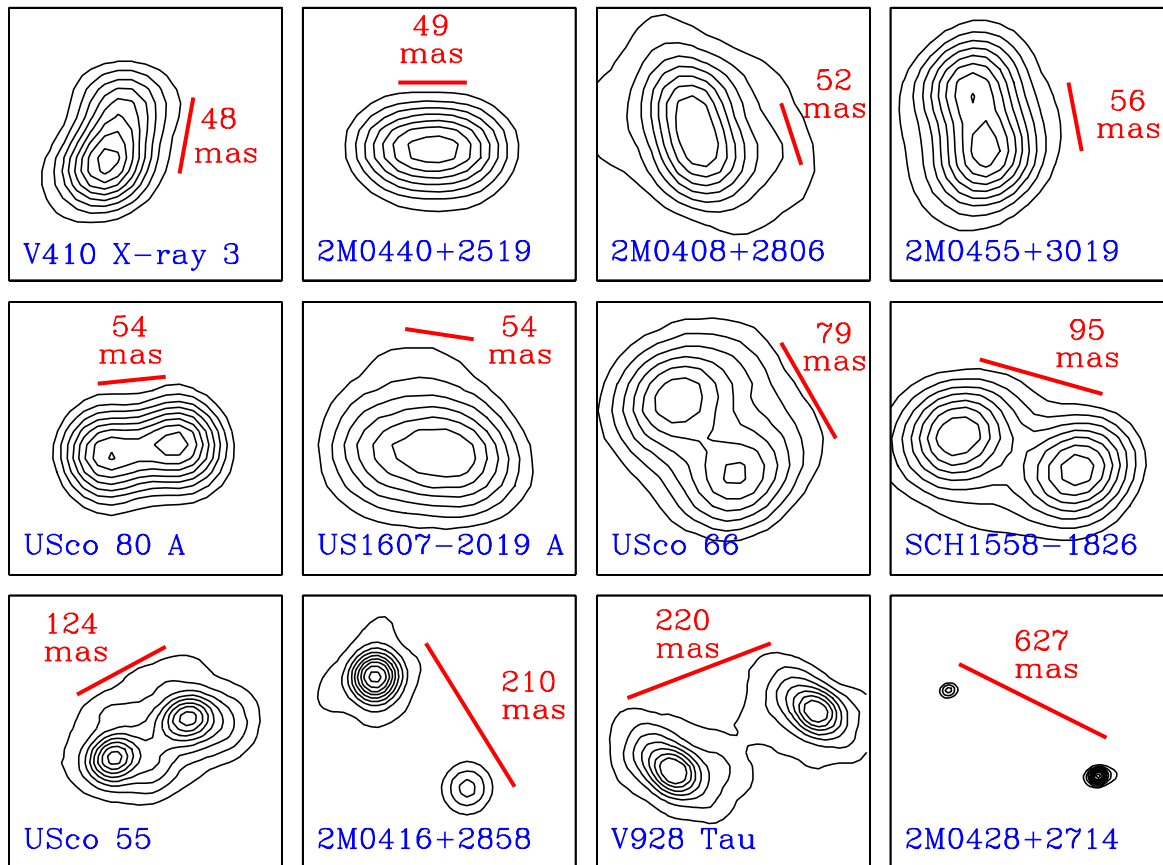 48
mas
V410 X-ray 3
49
mas
2M0440+2519
52
mas
2M0408+2806
56
mas
2M0455+3019
54
mas
USco 80 A
54
mas
US1607-2019 A
79
mas
USco 66
95
mas
SCH1558-1826
124
mas
USco 55
210
mas
2M0416+2858
220
mas
V928 Tau
627
mas
2M0428+2714